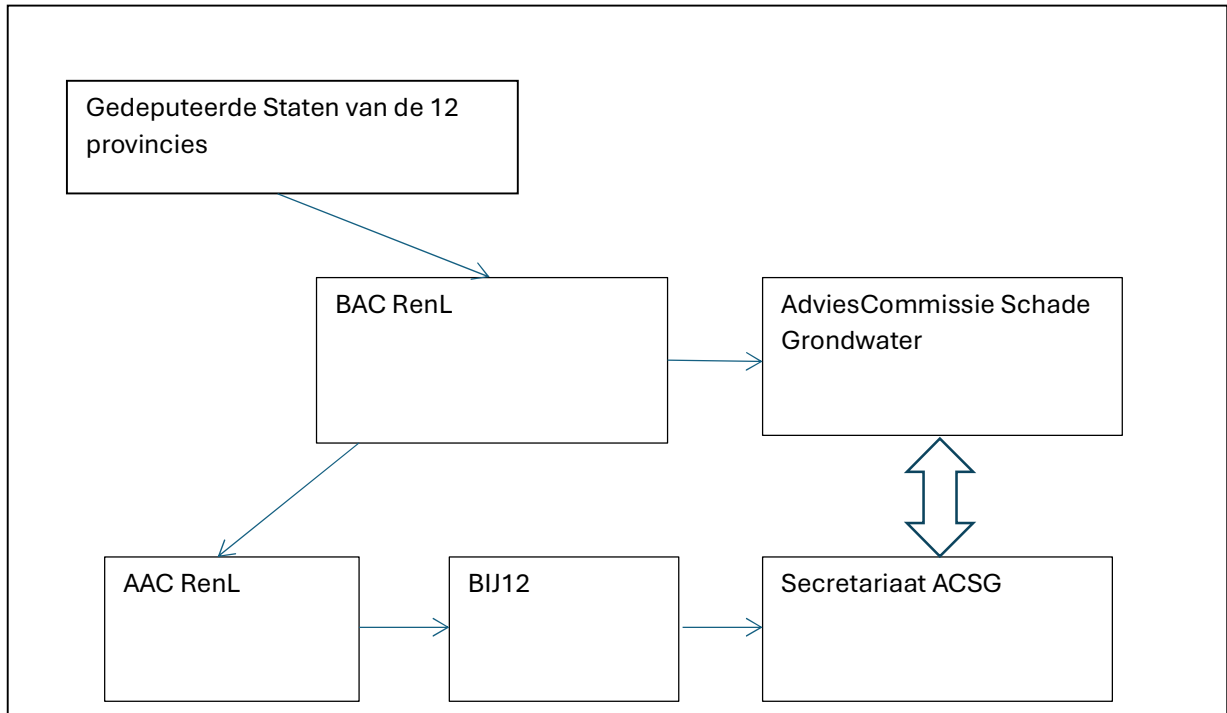 Gedeputeerde Staten van de 12
provincies
BAC RenL
AdviesCommissie Schade
Grondwater
AAC RenL
BIJ12
Secretariaat ACSG